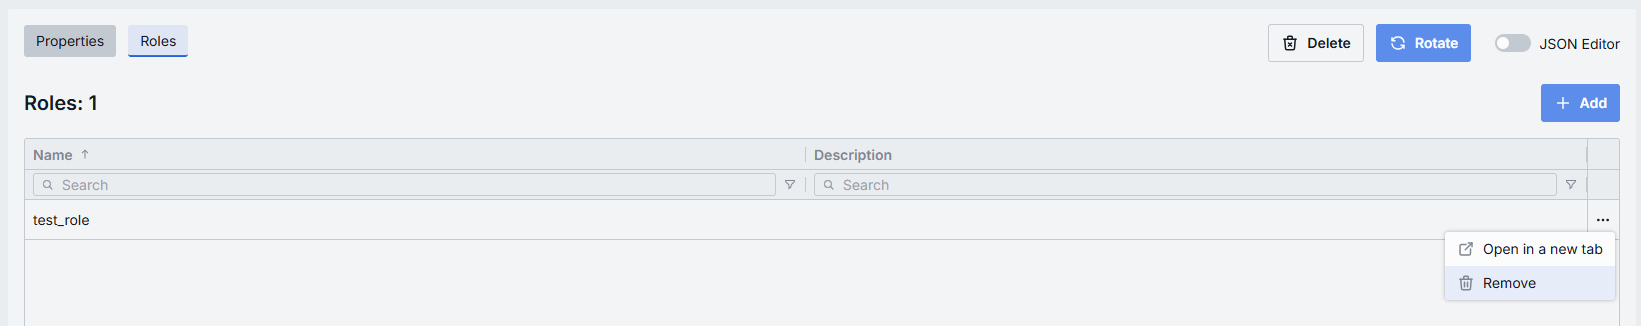 Properties
Roles
Delete
Rotate
JSON Editor
Roles: 1
Add
Name
Description
Search
Search
test_role
Open in a new tab
Remove